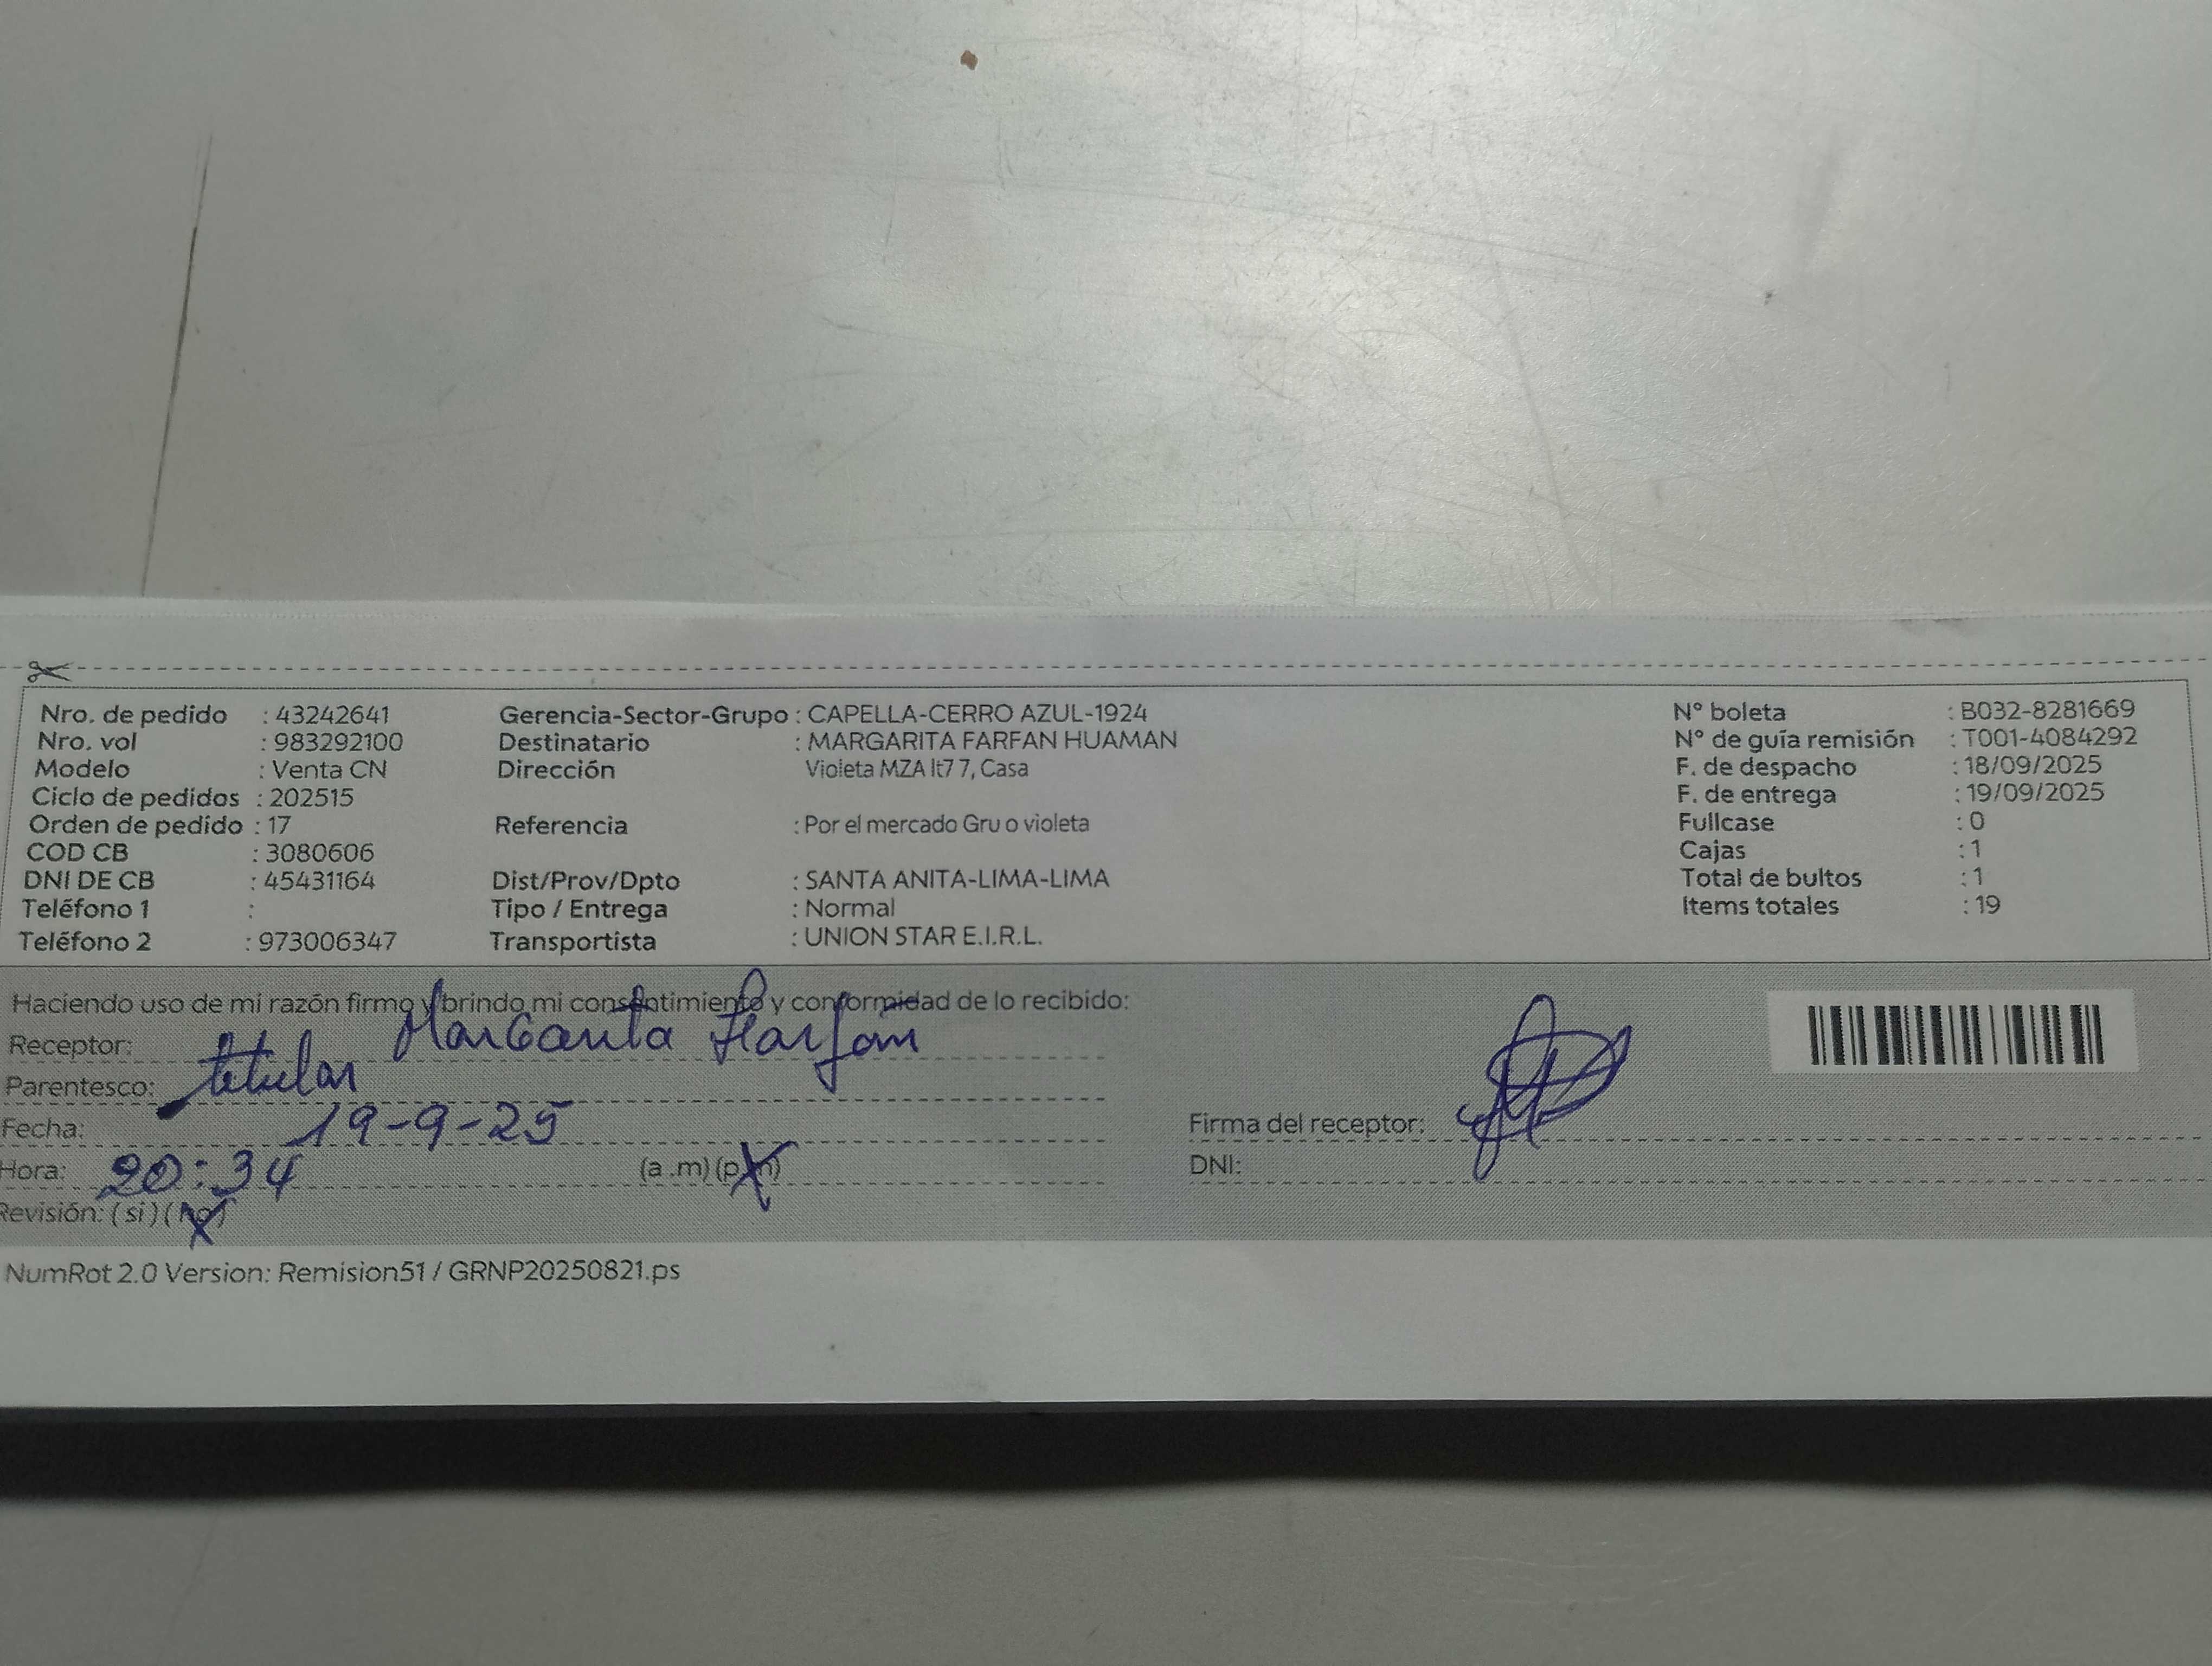 Nro. de pedido : 43242641
Nro. vol : 983292100
Modelo : Venta CN
Ciclo de pedidos : 202515
Orden de pedido : 17
COD CB : 3080606
DNI DE CB : 45431164
Teléfono 1 :
Teléfono 2 : 973006347
Gerencia-Sector-Grupo : CAPELLA-CERRO AZUL-1924
Destinatario : MARGARITA FARFAN HUAMAN
Dirección Violeta MZA lt7 7, Casa
Referencia : Por el mercado Gru o violeta
Dist/Prov/Dpto : SANTA ANITA-LIMA-LIMA
Tipo / Entrega : Normal
Transportista : UNION STAR E.I.R.L.
N° boleta : B032-8281669
N° de guía remisión : T001-4084292
F. de despacho : 18/09/2025
F. de entrega : 19/09/2025
Fullcase : 0
Cajas : 1
Total de bultos : 1
Items totales : 19
Haciendo uso de mi razón firmo y brindo mi consentimiento y conformidad de lo recibido:
Receptor: Margarita Farfan
Parentesco: titular
Fecha: 19-9-25
Hora: 20:34 (a.m) (p.m)
Revisión: (si) (no)
Firma del receptor:
DNI:
NumRot 2.0 Version: Remision51 / GRNP20250821.ps